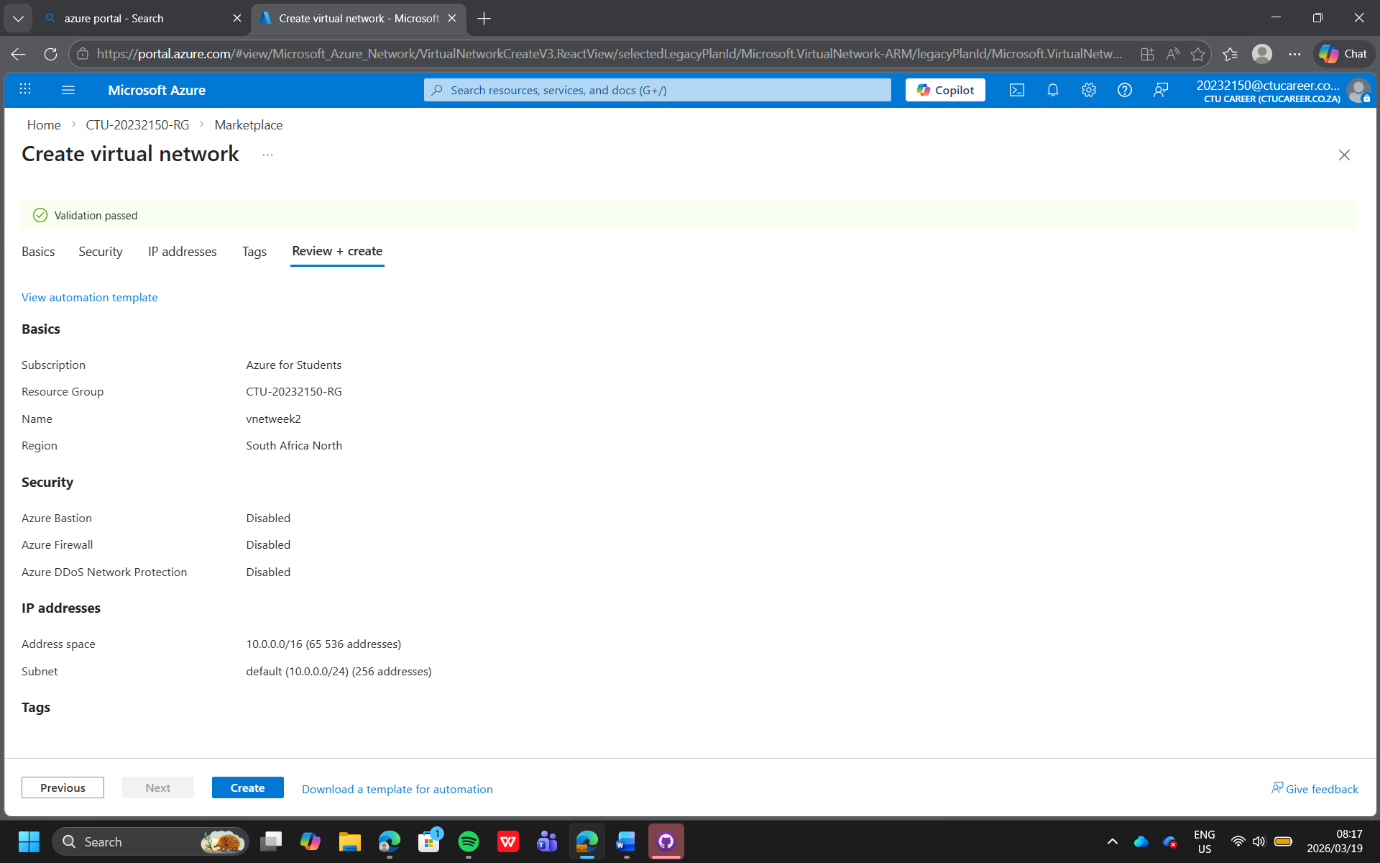 azure portal - Search
Create virtual network - Microsoft
https://portal.azure.com/#view/Microsoft_Azure_Network/VirtualNetworkCreateV3.ReactView/selectedLegacyPlanId/Microsoft.VirtualNetwork-ARM/legacyPlanId/Microsoft.VirtualNetw...
Chat
Microsoft Azure
Search resources, services, and docs (G+/)
Copilot
20232150@ctucareer.co...
CTU CAREER (CTUCAREER.CO.ZA)
Home > CTU-20232150-RG > Marketplace
Create virtual network ...
Validation passed
Basics Security IP addresses Tags Review + create
View automation template
Basics
Subscription Azure for Students
Resource Group CTU-20232150-RG
Name vnetweek2
Region South Africa North
Security
Azure Bastion Disabled
Azure Firewall Disabled
Azure DDoS Network Protection Disabled
IP addresses
Address space 10.0.0.0/16 (65 536 addresses)
Subnet default (10.0.0.0/24) (256 addresses)
Tags
Previous Next Create Download a template for automation Give feedback
Search
1
ENG
US
08:17
2026/03/19